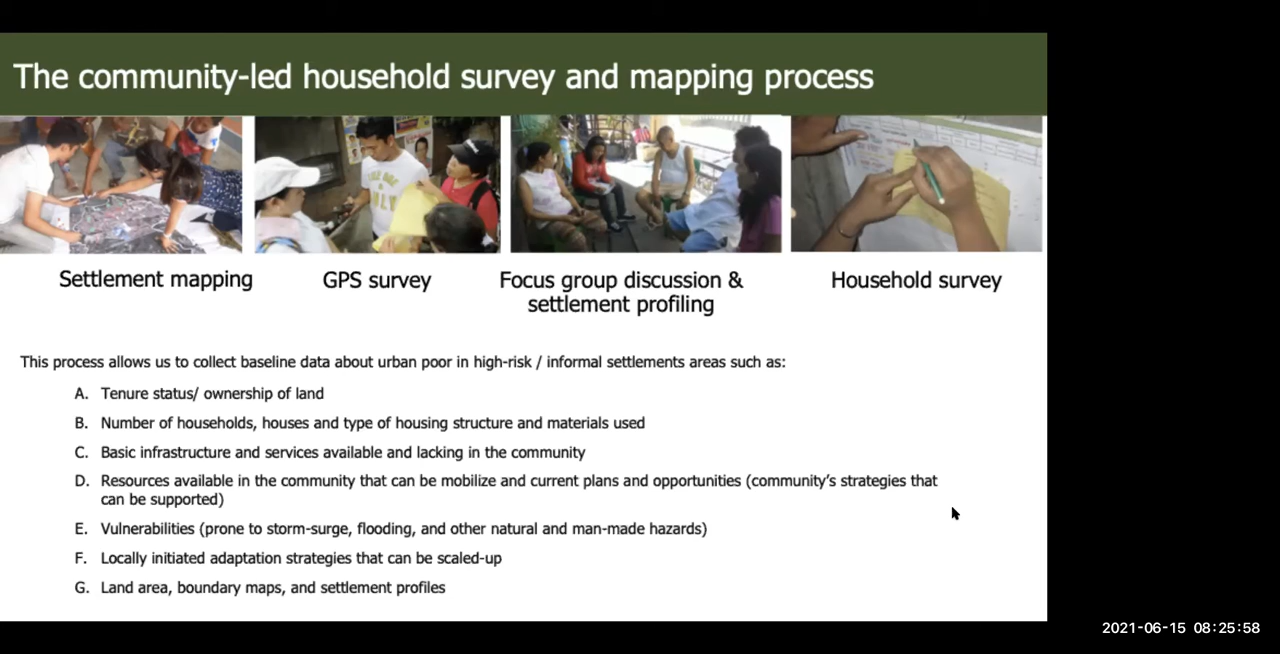 The community-led household survey and mapping process
Settlement mapping
GPS survey
Focus group discussion &
settlement profiling
Household survey
This process allows us to collect baseline data about urban poor in high-risk / informal settlements areas such as:
A. Tenure status/ ownership of land
B. Number of households, houses and type of housing structure and materials used
C. Basic infrastructure and services available and lacking in the community
D. Resources available in the community that can be mobilize and current plans and opportunities (community's strategies that
can be supported)
E. Vulnerabilities (prone to storm-surge, flooding, and other natural and man-made hazards)
F. Locally initiated adaptation strategies that can be scaled-up
G. Land area, boundary maps, and settlement profiles
2021-06-15 08:25:58